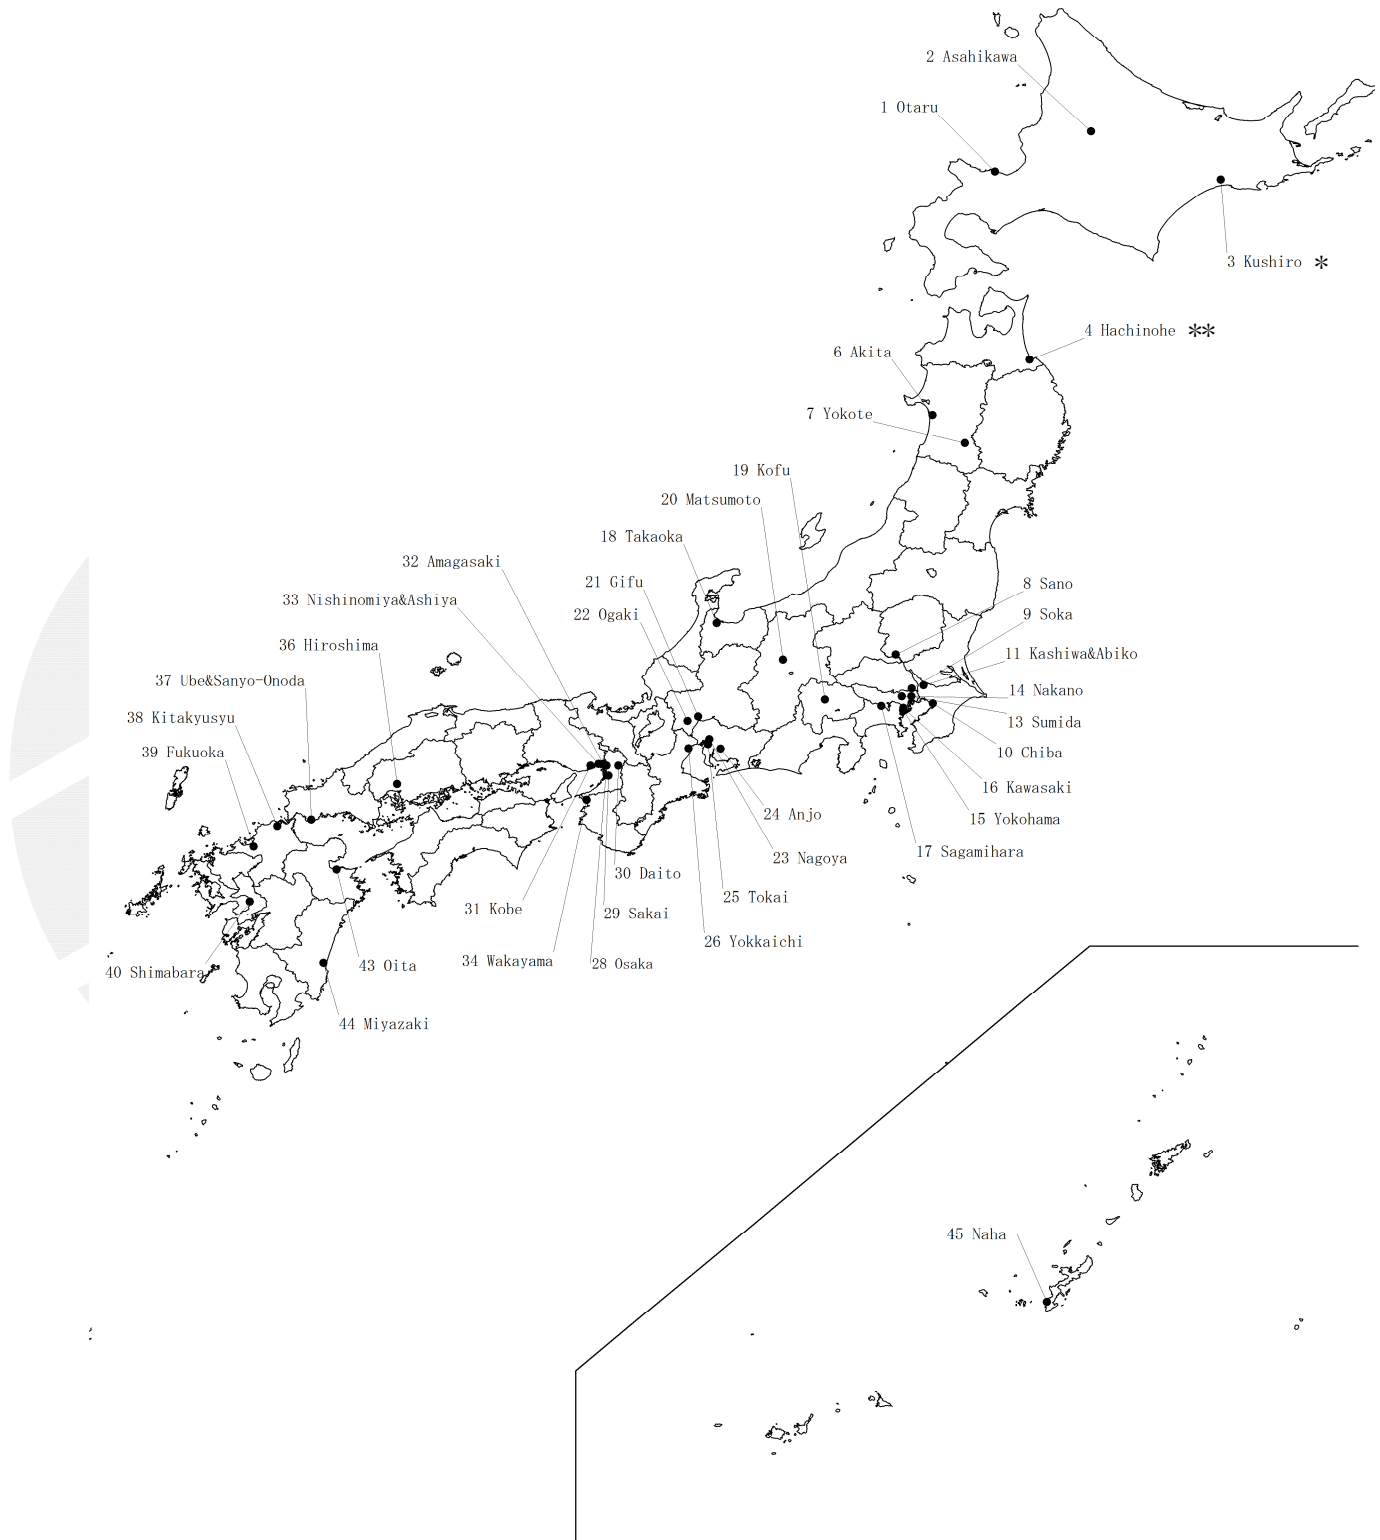 2 Asahikawa
1 Otaru
3 Kushiro *
4 Hachinohe **
6 Akita
7 Yokote
19 Kofu
20 Matsumoto
18 Takaoka
32 Amagasaki
21 Gifu
8 Sano
33 Nishinomiya&Ashiya
22 Ogaki
9 Soka
36 Hiroshima
11 Kashiwa&Abiko
37 Ube&Sanyo-Onoda
14 Nakano
38 Kitakyusyu
13 Sumida
39 Fukuoka
10 Chiba
16 Kawasaki
24 Anjo
15 Yokohama
17 Sagamihara
23 Nagoya
30 Daito
25 Tokai
31 Kobe
29 Sakai
26 Yokkaichi
34 Wakayama
28 Osaka
40 Shimabara
43 Oita
44 Miyazaki
45 Naha